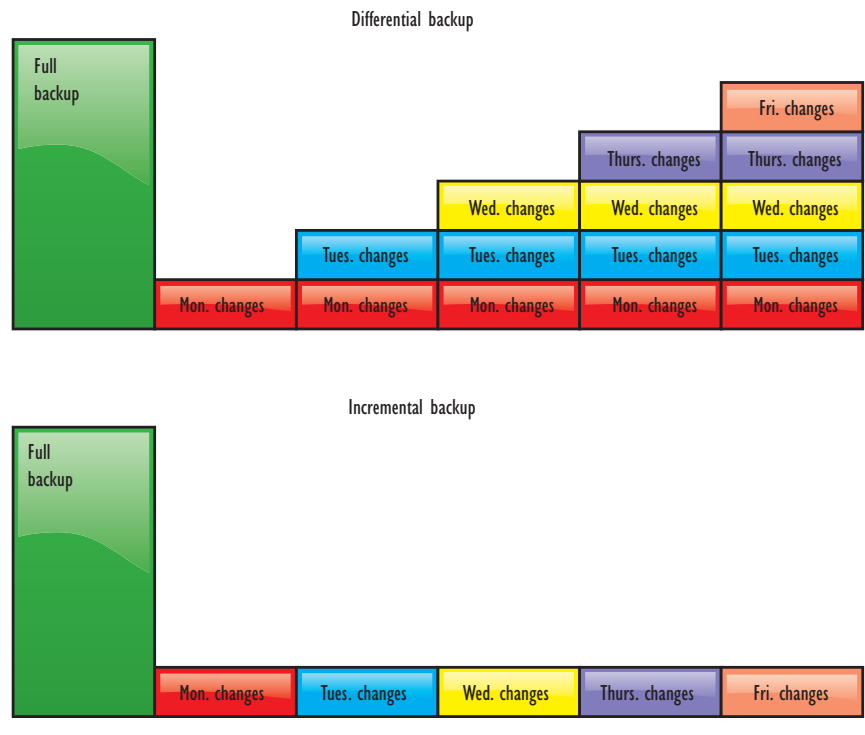 Differential backup
Full
backup
Fri. changes
Thurs. changes
Thurs. changes
Wed. changes
Wed. changes
Wed. changes
Tues. changes
Tues. changes
Tues. changes
Tues. changes
Mon. changes
Mon. changes
Mon. changes
Mon. changes
Mon. changes
Incremental backup
Full
backup
Mon. changes
Tues. changes
Wed. changes
Thurs. changes
Fri. changes